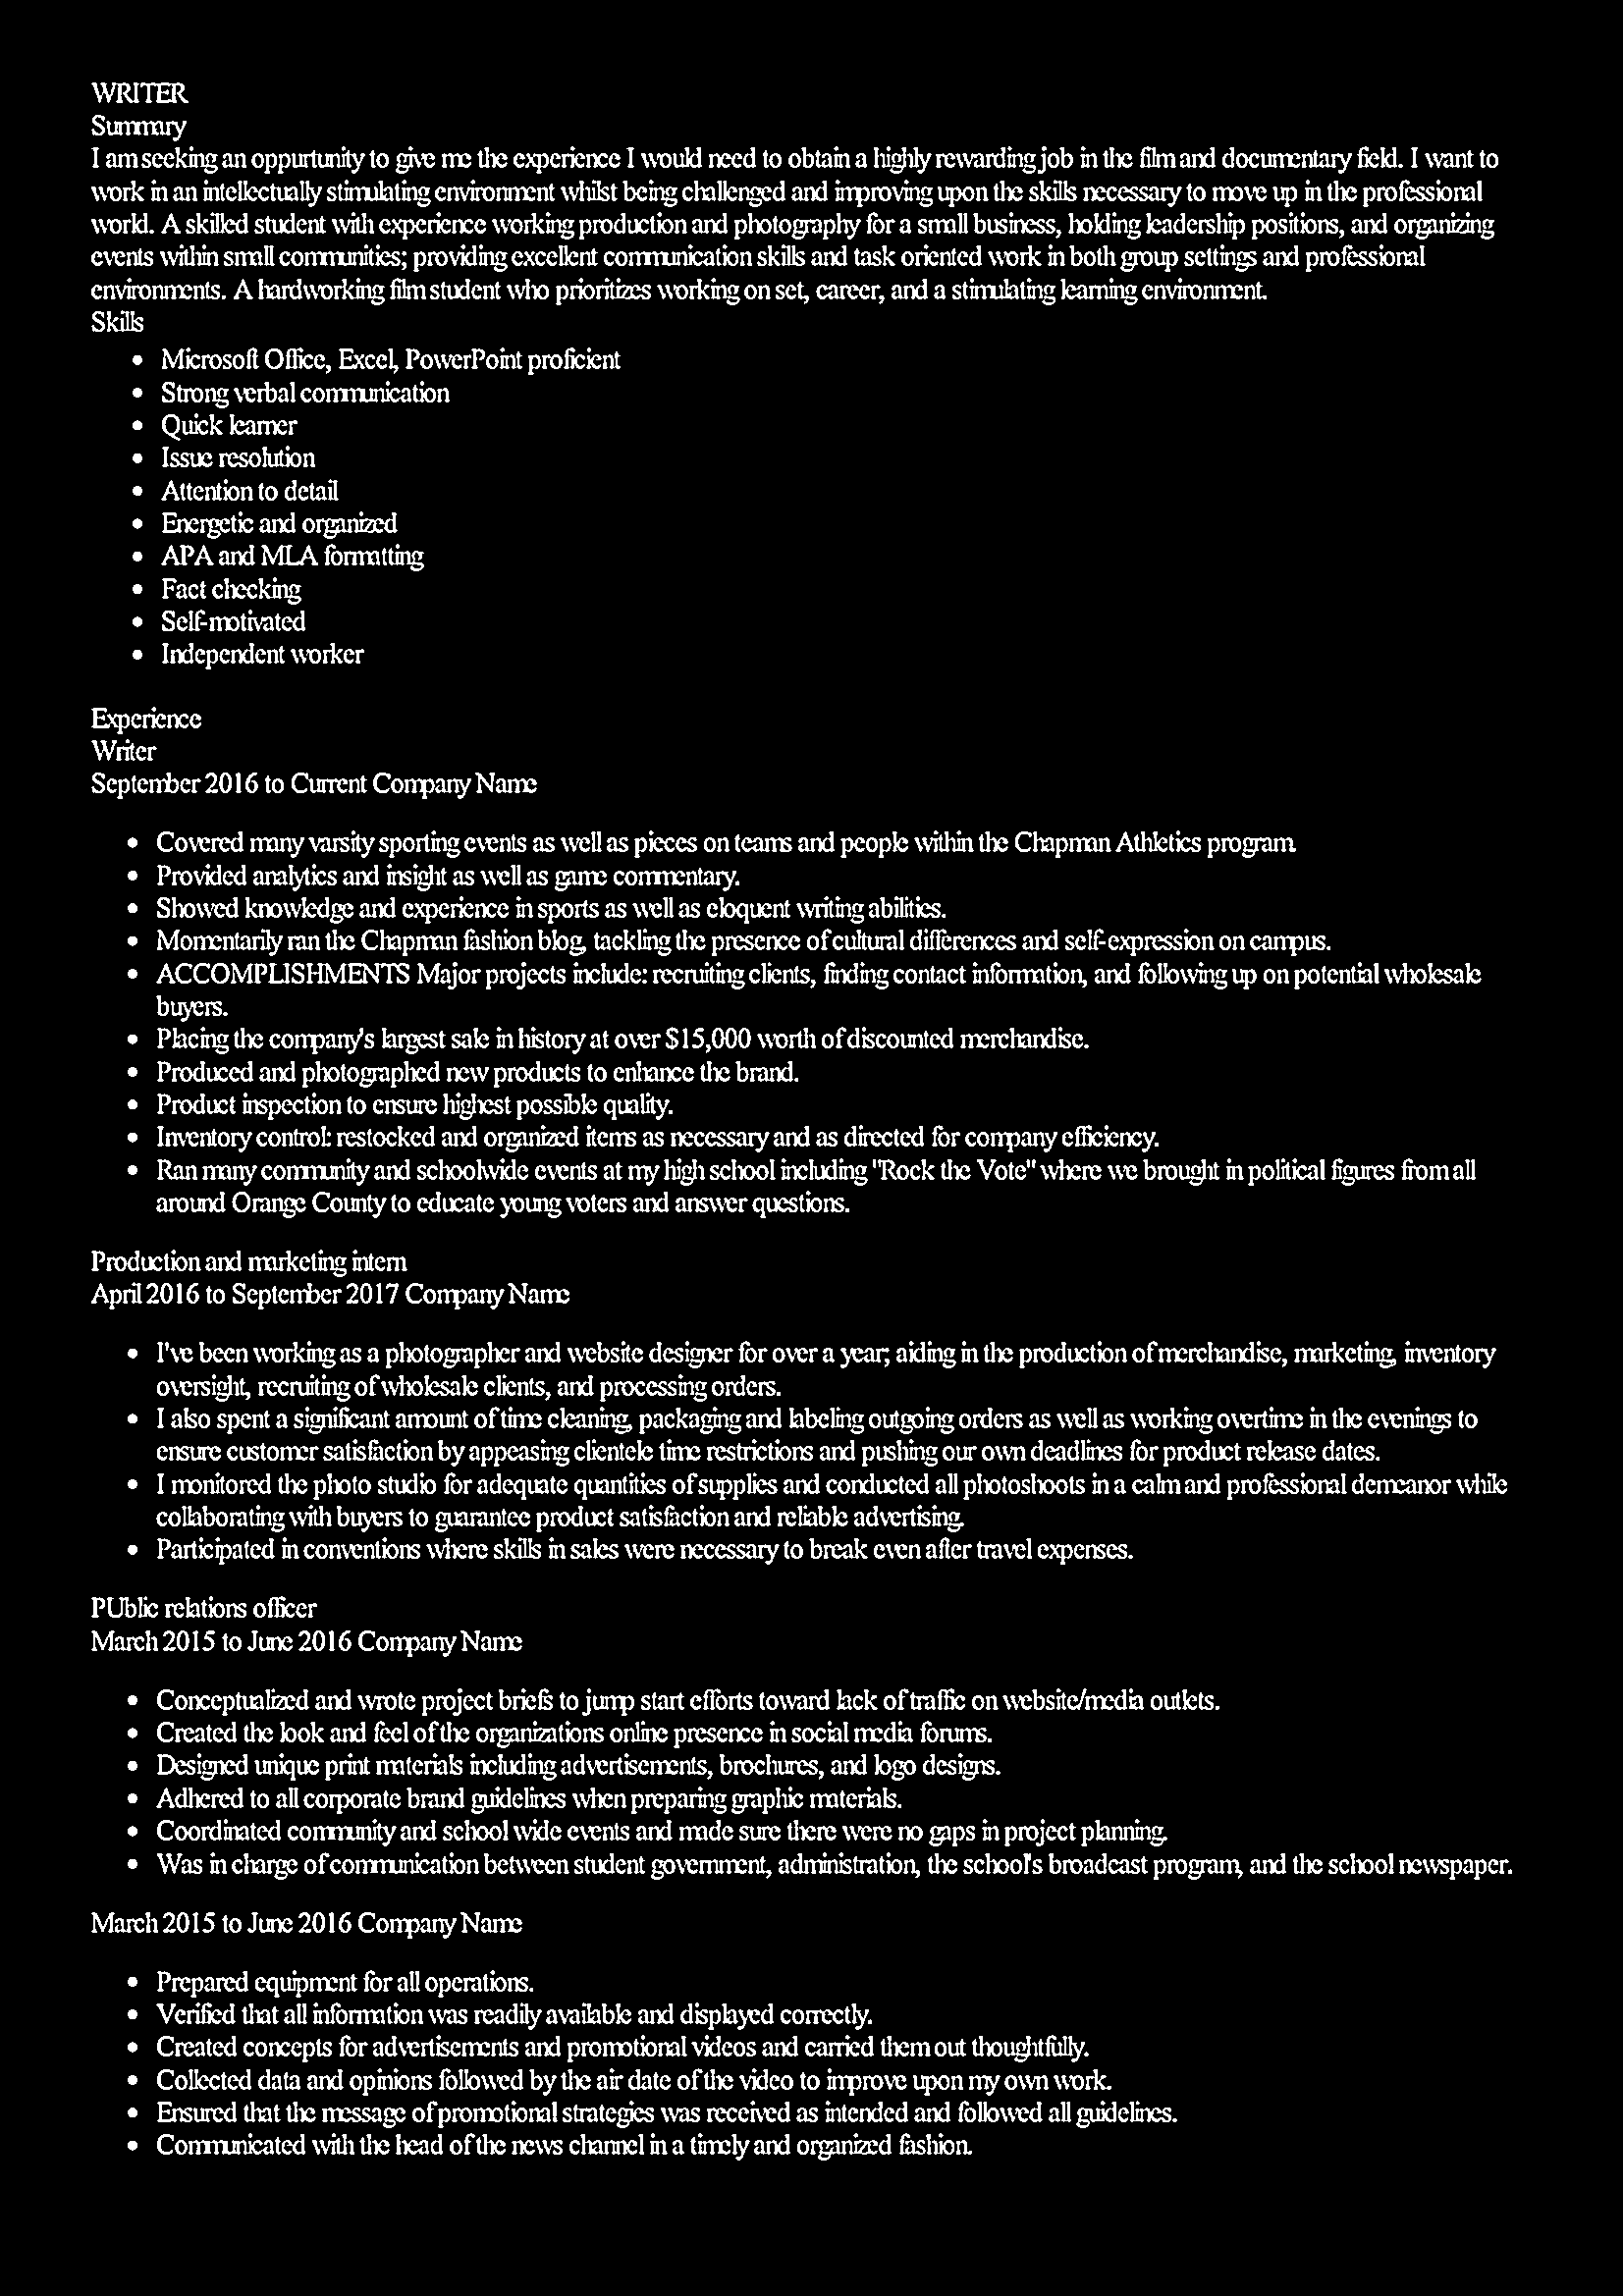 WRITER
Summary
I am seeking an oppurtunity to give me the experience I would need to obtain a highly rewarding job in the film and documentary field. I want to
work in an intellectually stimulating environment whilst being challenged and improving upon the skills necessary to move up in the professional
world. A skilled student with experience working production and photography for a small business, holding leadership positions, and organizing
events within small communities; providing excellent communication skills and task oriented work in both group settings and professional
environments. A hardworking film student who prioritizes working on set, career, and a stimulating learning environment.
Skills
• Microsoft Office, Excel, PowerPoint proficient
• Strong verbal communication
• Quick learner
• Issue resolution
• Attention to detail
• Energetic and organized
• APA and MLA formatting
• Fact checking
• Self-motivated
• Independent worker
Experience
Writer
September 2016 to Current Company Name
• Covered many varsity sporting events as well as pieces on teams and people within the Chapman Athletics program.
• Provided analytics and insight as well as game commentary.
• Showed knowledge and experience in sports as well as eloquent writing abilities.
• Momentarily ran the Chapman fashion blog, tackling the presence of cultural differences and self-expression on campus.
• ACCOMPLISHMENTS Major projects include: recruiting clients, finding contact information, and following up on potential wholesale
buyers.
• Placing the company's largest sale in history at over $15,000 worth of discounted merchandise.
• Produced and photographed new products to enhance the brand.
• Product inspection to ensure highest possible quality.
• Inventory control: restocked and organized items as necessary and as directed for company efficiency.
• Ran many community and schoolwide events at my high school including "Rock the Vote" where we brought in political figures from all
around Orange County to educate young voters and answer questions.
Production and marketing intern
April 2016 to September 2017 Company Name
• I've been working as a photographer and website designer for over a year; aiding in the production of merchandise, marketing, inventory
oversight, recruiting of wholesale clients, and processing orders.
• I also spent a significant amount of time cleaning, packaging and labeling outgoing orders as well as working overtime in the evenings to
ensure customer satisfaction by appeasing clientele time restrictions and pushing our own deadlines for product release dates.
• I monitored the photo studio for adequate quantities of supplies and conducted all photoshoots in a calm and professional demeanor while
collaborating with buyers to guarantee product satisfaction and reliable advertising.
• Participated in conventions where skills in sales were necessary to break even after travel expenses.
PUblic relations officer
March 2015 to June 2016 Company Name
• Conceptualized and wrote project briefs to jump start efforts toward lack of traffic on website/media outlets.
• Created the look and feel of the organizations online presence in social media forums.
• Designed unique print materials including advertisements, brochures, and logo designs.
• Adhered to all corporate brand guidelines when preparing graphic materials.
• Coordinated community and school wide events and made sure there were no gaps in project planning.
• Was in charge of communication between student government, administration, the school's broadcast program, and the school newspaper.
March 2015 to June 2016 Company Name
• Prepared equipment for all operations.
• Verified that all information was readily available and displayed correctly.
• Created concepts for advertisements and promotional videos and carried them out thoughtfully.
• Collected data and opinions followed by the air date of the video to improve upon my own work.
• Ensured that the message of promotional strategies was received as intended and followed all guidelines.
• Communicated with the head of the news channel in a timely and organized fashion.